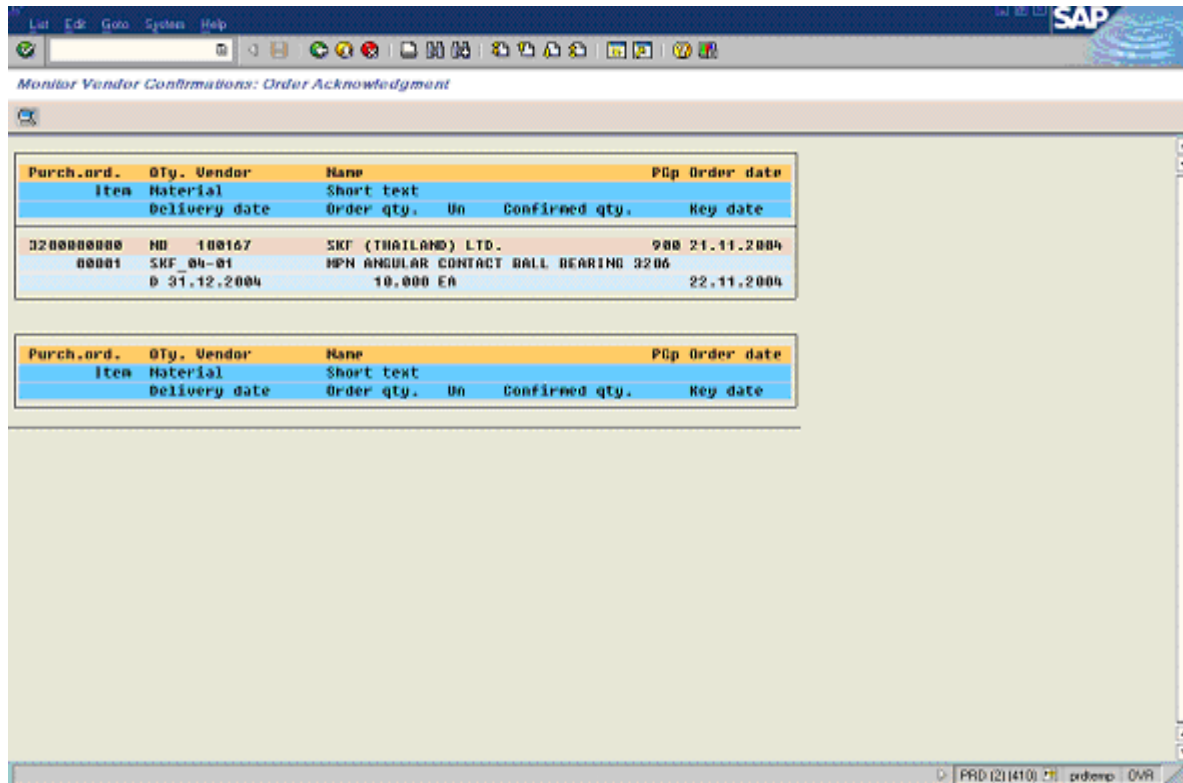 List Edit Goto System Help
SAP
Monitor Vendor Confirmations: Order Acknowledgment
Purch.ord. OTy. Vendor Name PGp Order date
Item Material Short text
Delivery date Order qty. Un Confirmed qty. Key date
3200000000 NB 100167 SKF (THAILAND) LTD. 900 21.11.2004
00001 SKF_04-01 MPN ANGULAR CONTACT BALL BEARING 3206
D 31.12.2004 10.000 EA 22.11.2004
Purch.ord. OTy. Vendor Name PGp Order date
Item Material Short text
Delivery date Order qty. Un Confirmed qty. Key date
PRD (2) (410) prdtemp OVR